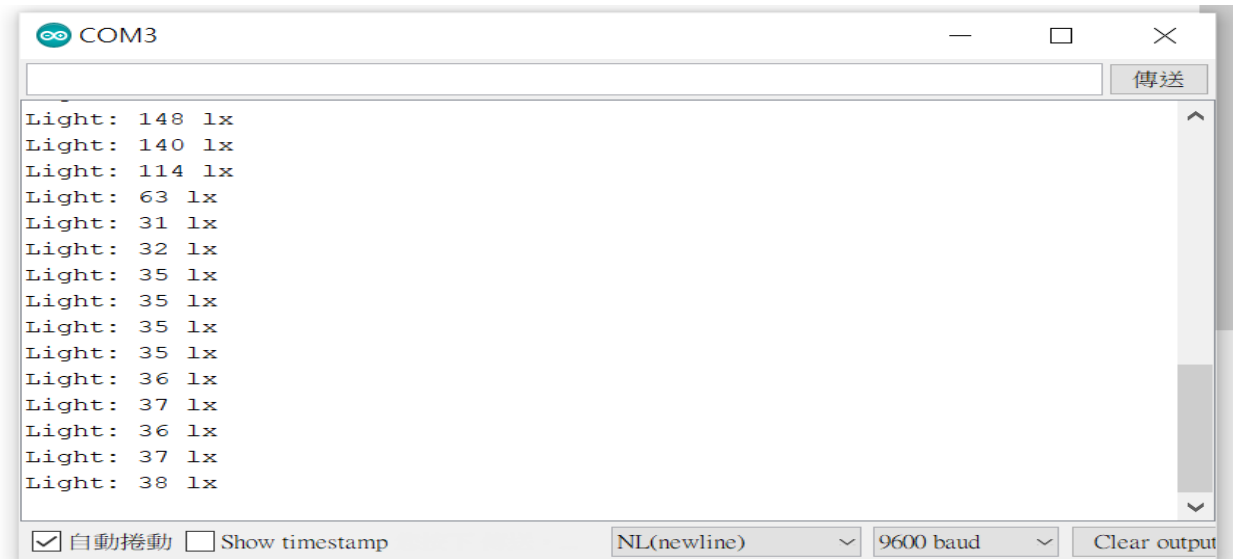 COM3
傳送
Light: 148 lx
Light: 140 lx
Light: 114 lx
Light: 63 lx
Light: 31 lx
Light: 32 lx
Light: 35 lx
Light: 35 lx
Light: 35 lx
Light: 35 lx
Light: 36 lx
Light: 37 lx
Light: 36 lx
Light: 37 lx
Light: 38 lx
自動捲動 Show timestamp NL(newline) 9600 baud Clear output